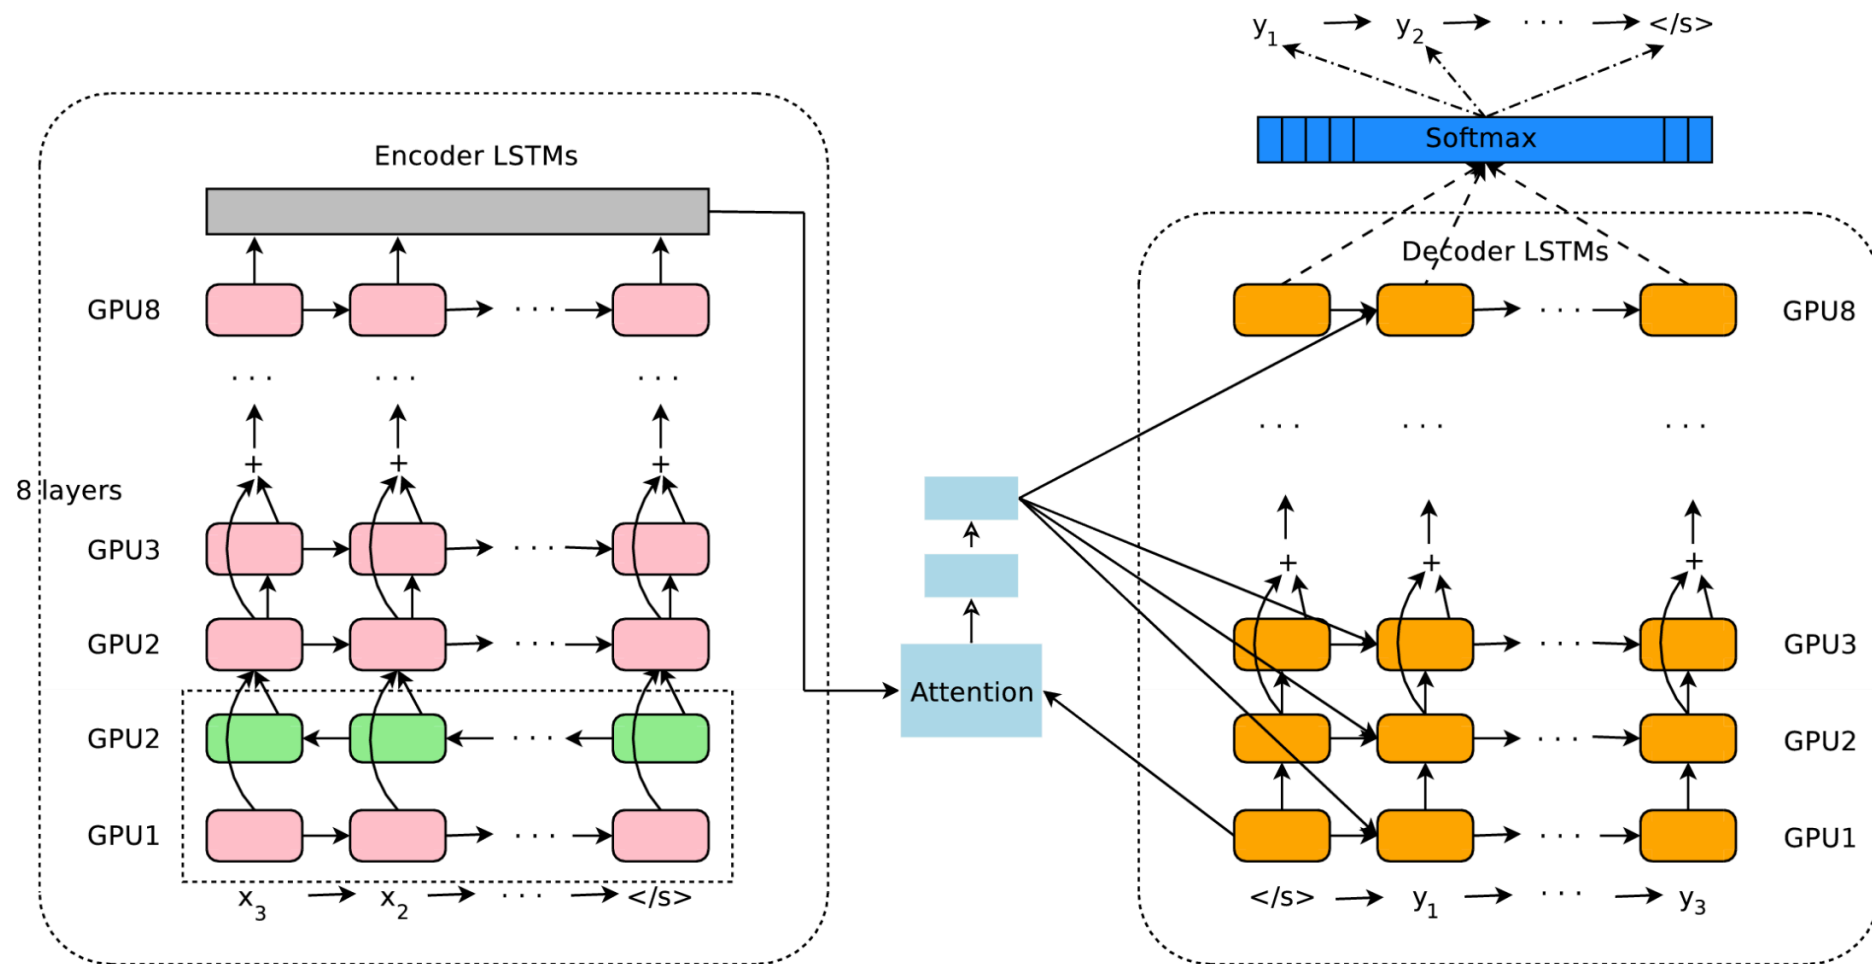 y1 → y2 → ··· → </s>
Softmax
Encoder LSTMs
Decoder LSTMs
GPU8
···
GPU8
···
··· ··· ···
··· ··· ···
+ + +
8 layers
GPU3
···
+ + +
GPU2
···
GPU3
···
Attention
GPU2
···
GPU2
···
GPU1
···
GPU1
···
x3 → x2 → ··· → </s>
</s> → y1 → ··· → y3